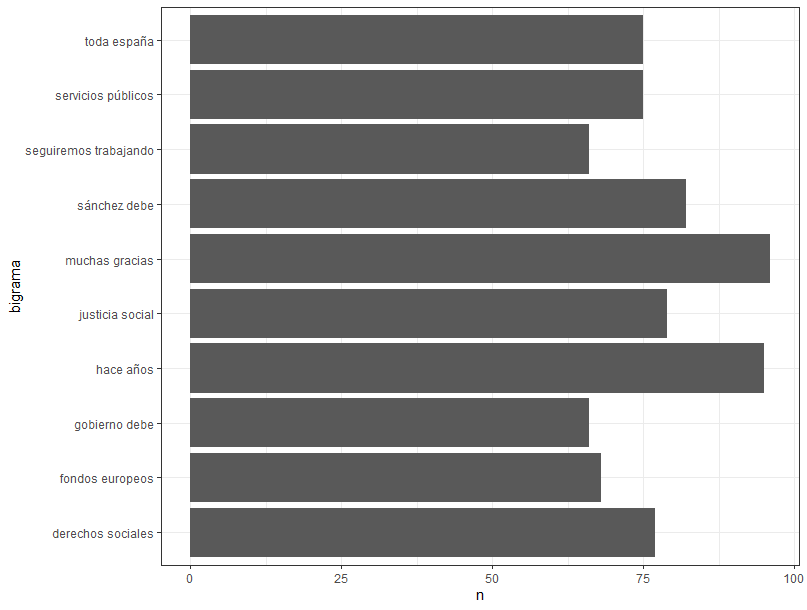 toda españa
servicios públicos
seguiremos trabajando
sánchez debe
muchas gracias
justicia social
hace años
gobierno debe
fondos europeos
derechos sociales
bigrama
0 25 50 75 100
n